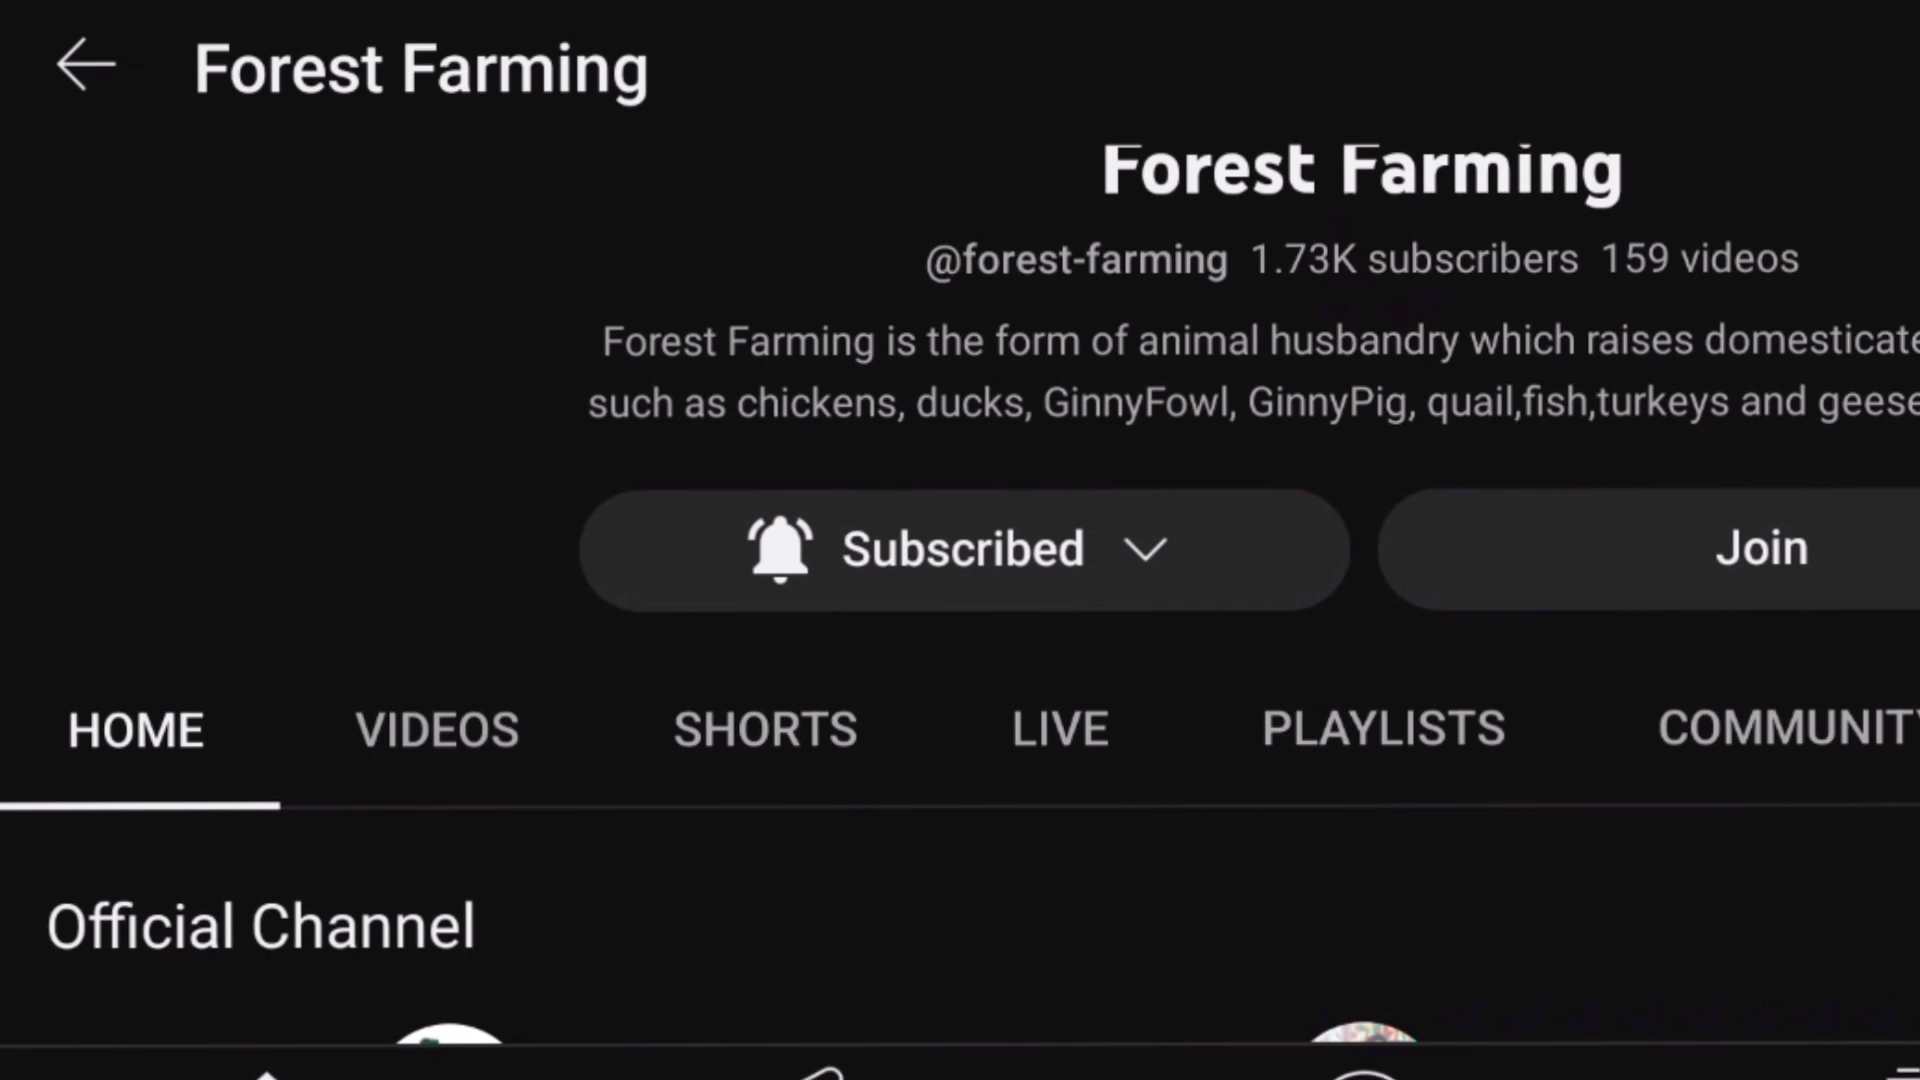 Forest Farming
Forest Farming
@forest-farming 1.73K subscribers 159 videos
Forest Farming is the form of animal husbandry which raises domesticate
such as chickens, ducks, GinnyFowl, GinnyPig, quail,fish,turkeys and geese
Subscribed
Join
HOME VIDEOS SHORTS LIVE PLAYLISTS COMMUNITY
Official Channel